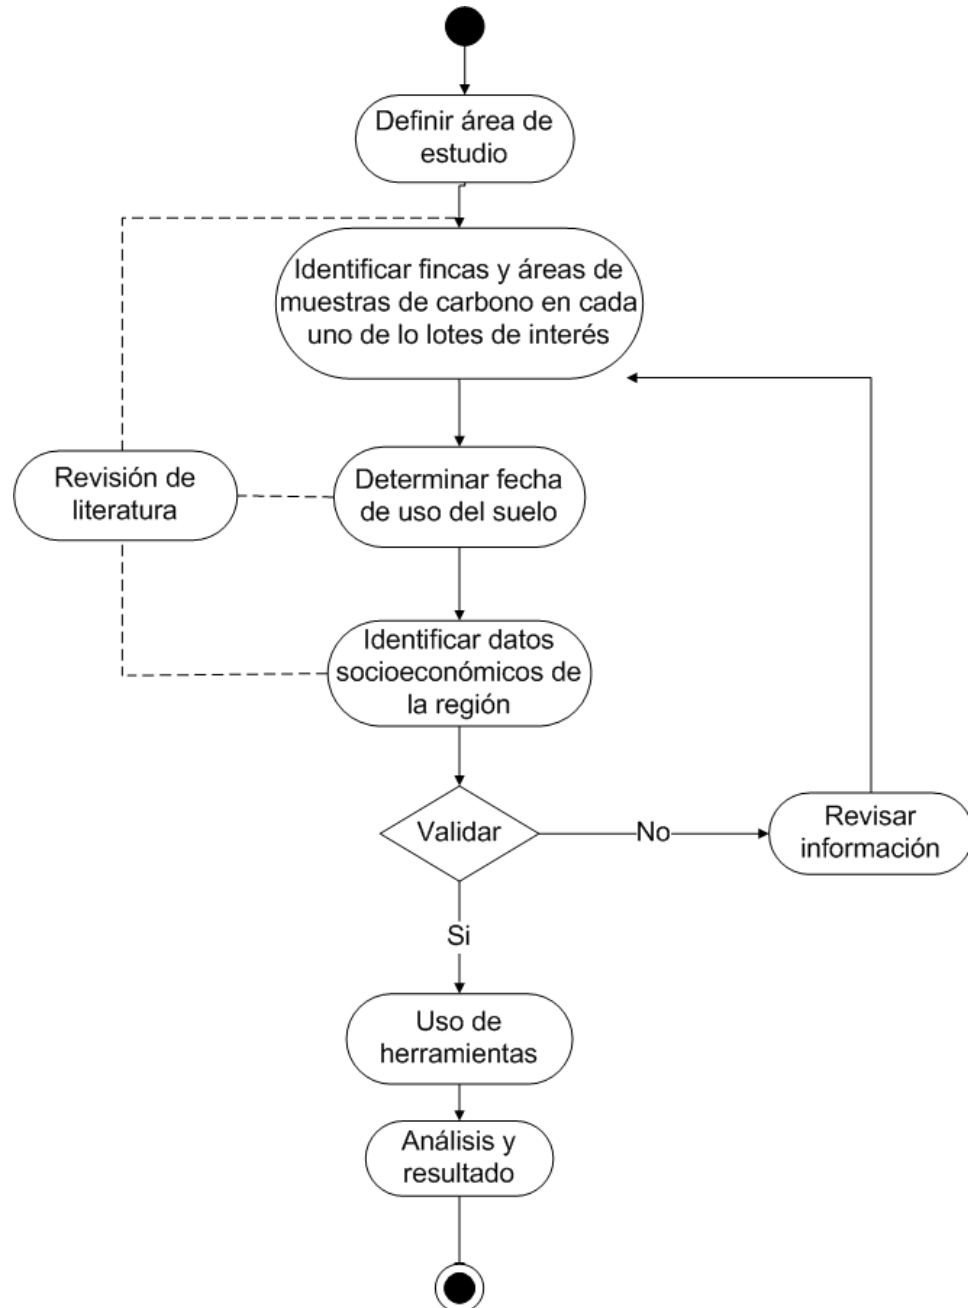 Definir área de
estudio
Identificar fincas y áreas de
muestras de carbono en cada
uno de lo lotes de interés
Revisión de
literatura
Determinar fecha
de uso del suelo
Identificar datos
socioeconómicos de
la región
Validar
No
Revisar
información
Si
Uso de
herramientas
Análisis y
resultado